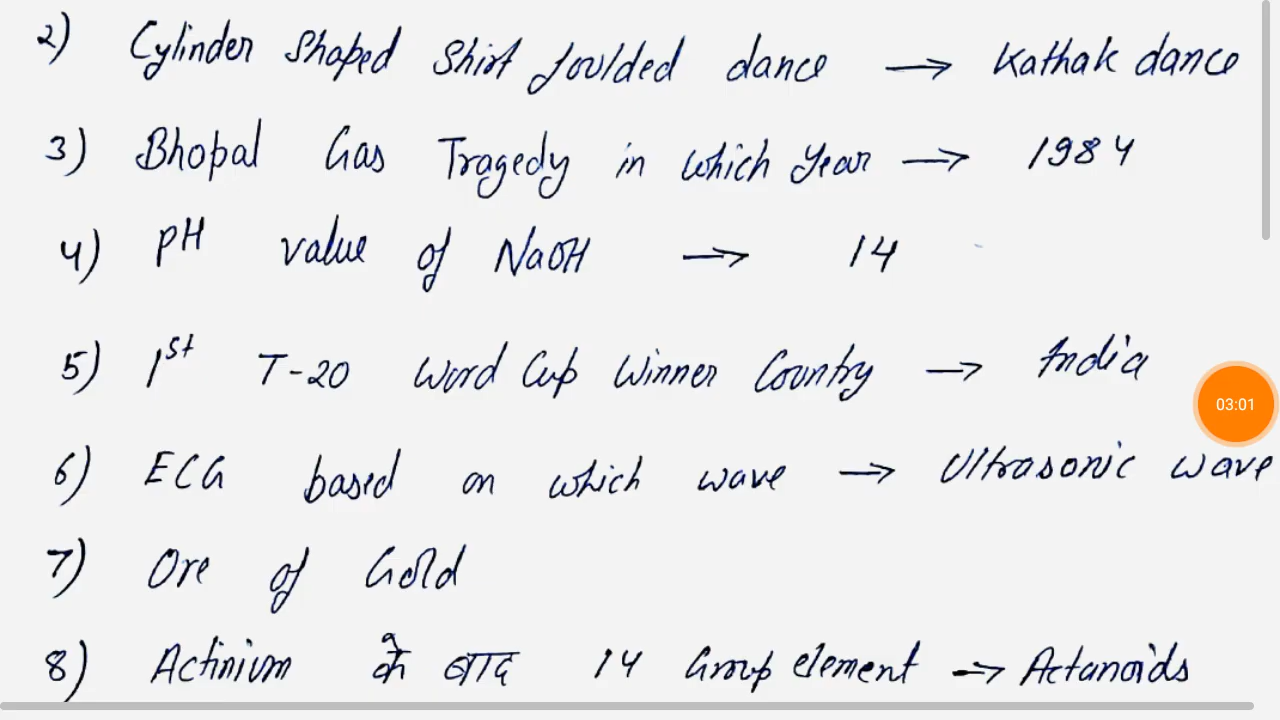 2) Cylinder Shaped Shirt foulded dance → Kathak dance
3) Bhopal Gas Tragedy in which Year → 1984
4) PH value of NaOH → 14
5) 1st T-20 Word Cup Winner Country → India
03:01
6) ECG based on which wave → Ultrasonic wave
7) Ore of Gold
8) Actinium के बाद 14 Group element → Actanoids